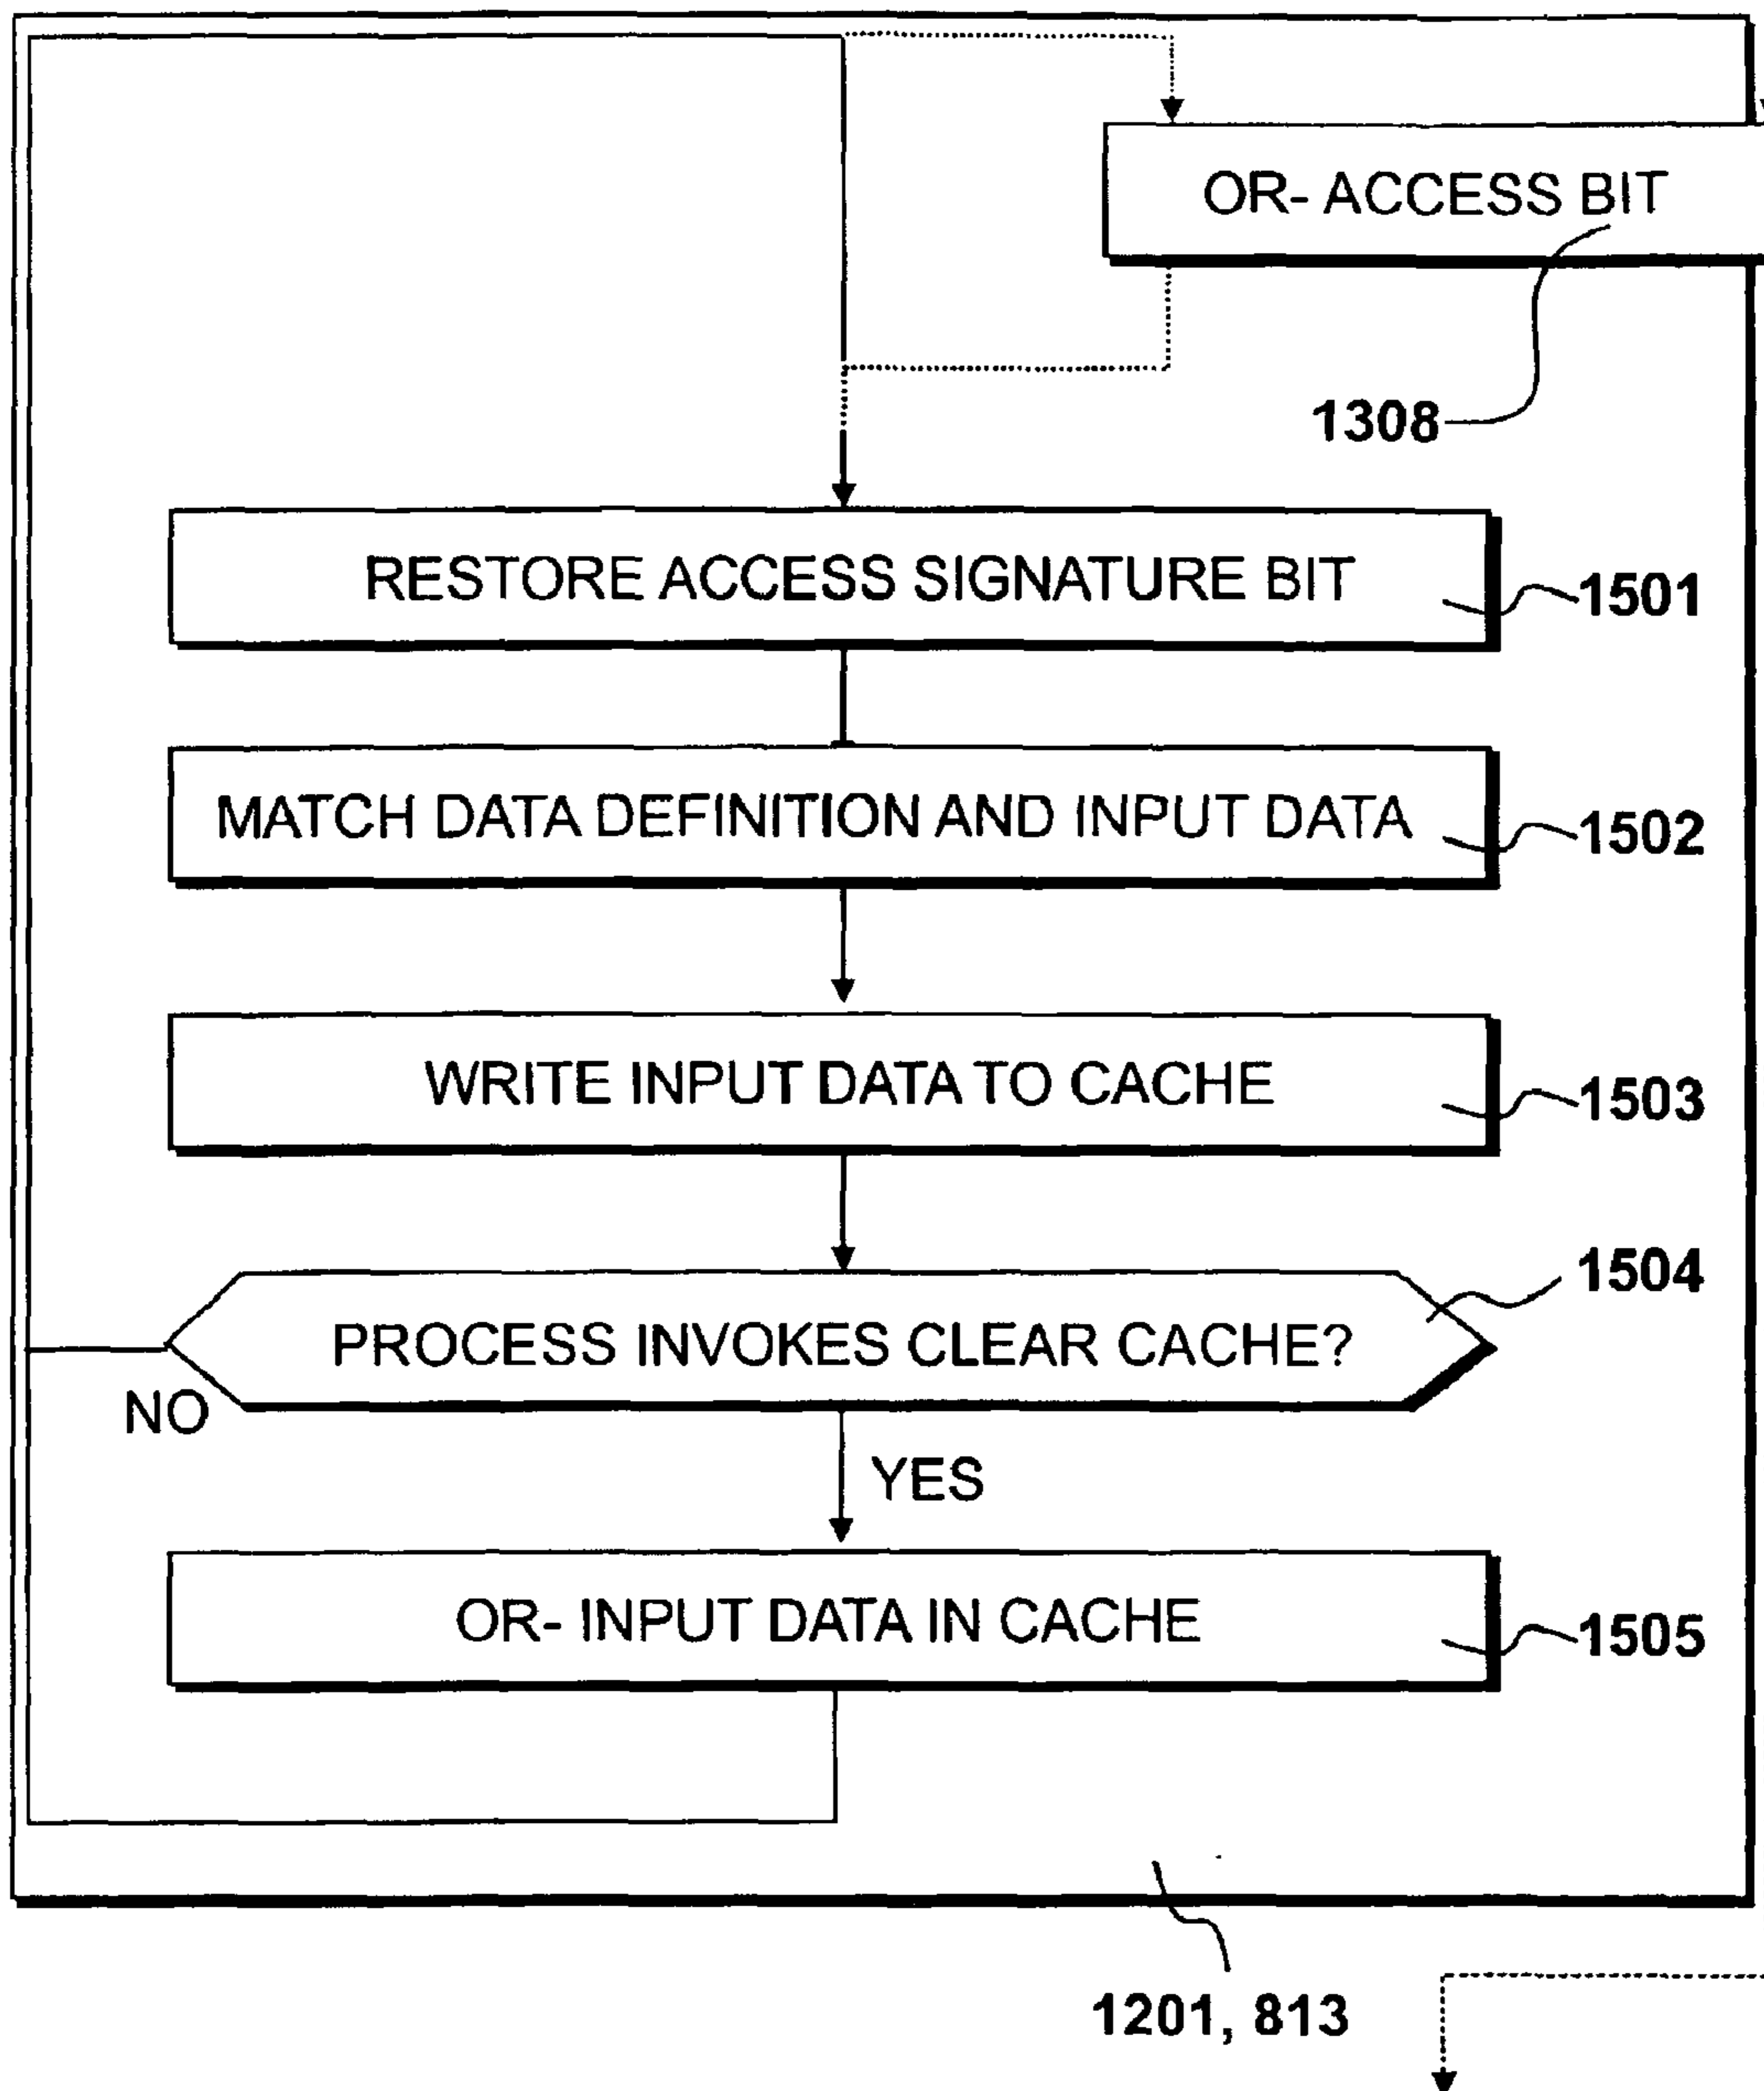 OR- ACCESS BIT
1308
RESTORE ACCESS SIGNATURE BIT
1501
MATCH DATA DEFINITION AND INPUT DATA
1502
WRITE INPUT DATA TO CACHE
1503
1504
PROCESS INVOKES CLEAR CACHE?
NO
YES
OR- INPUT DATA IN CACHE
1505
1201, 813